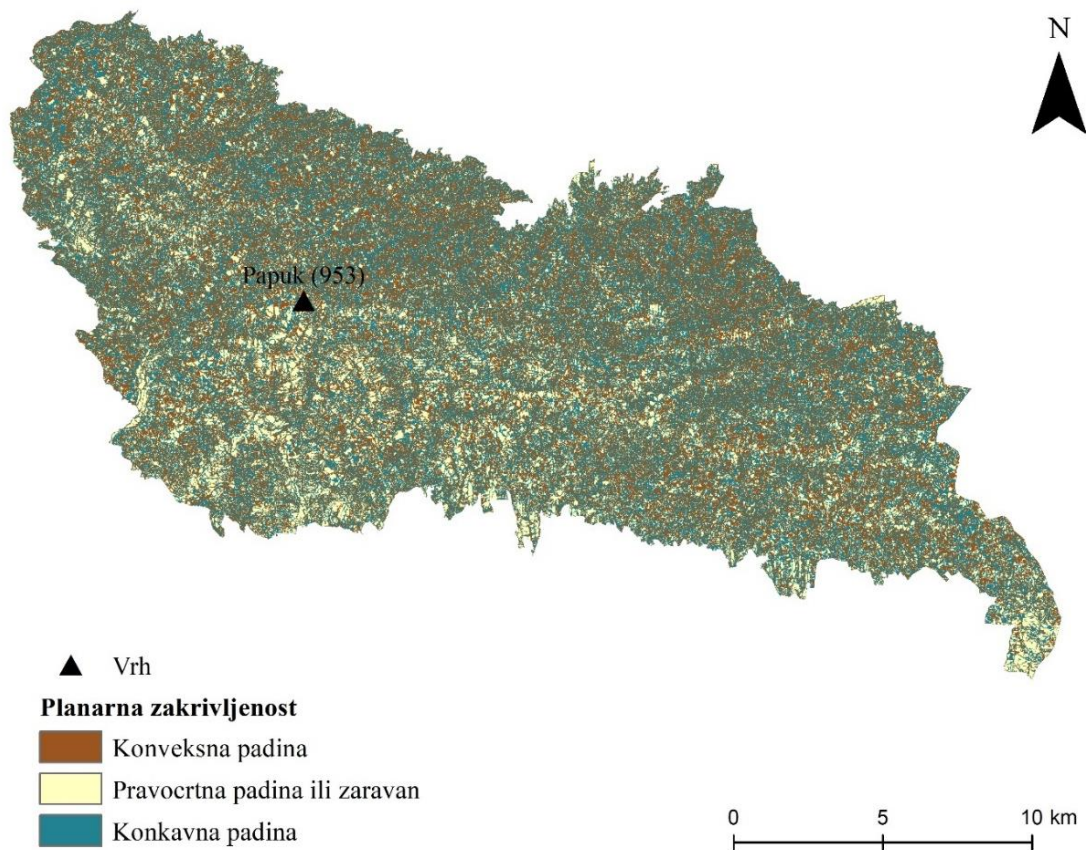 N
Papuk (953)
Vrh
Planarna zakrivljenost
Konveksna padina
Pravocrtna padina ili zaravan
Konkavna padina
0 5 10 km